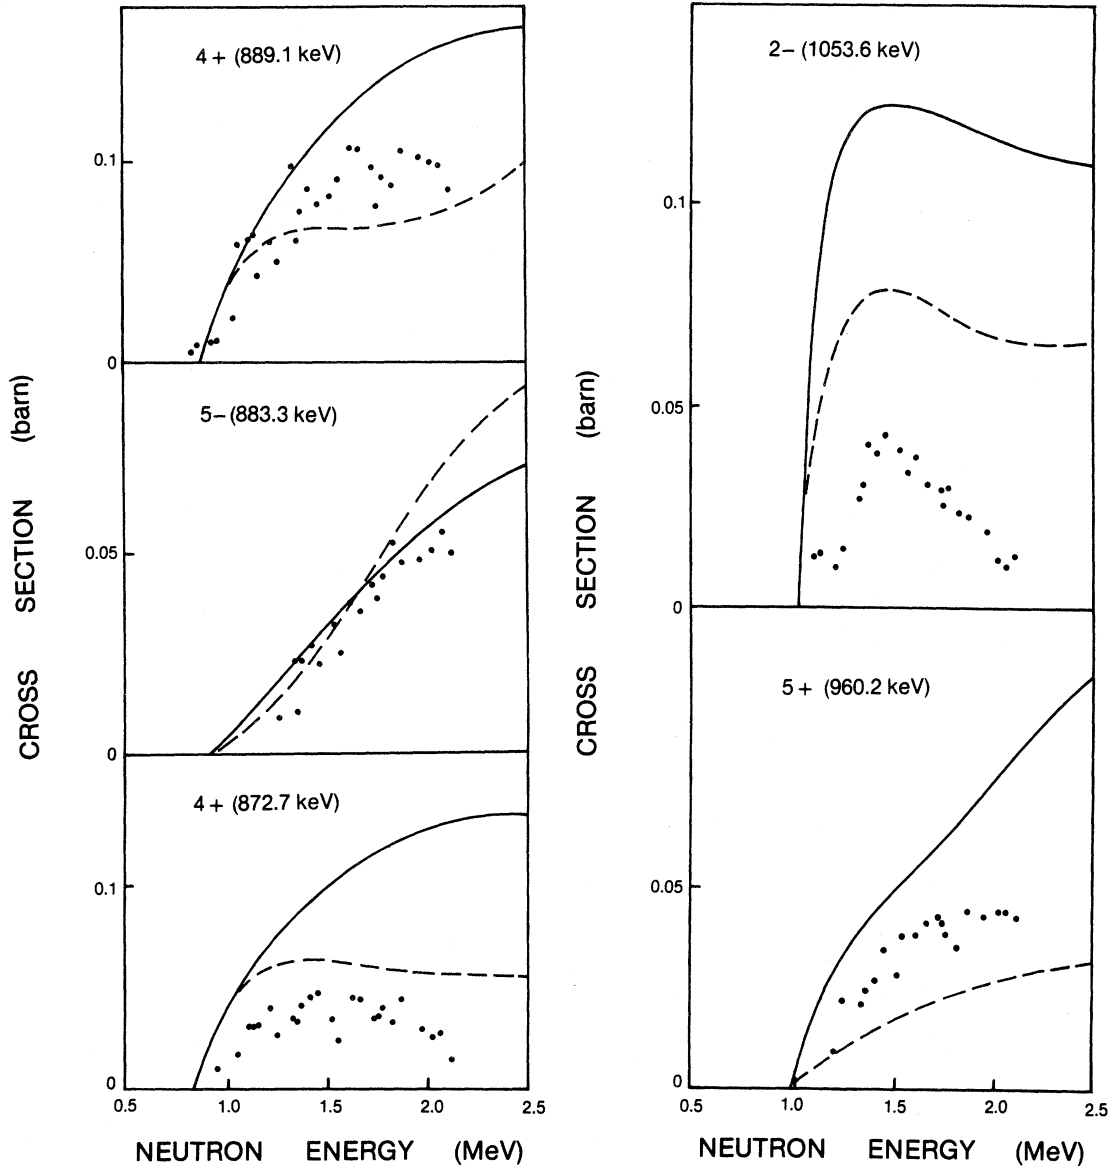 4+ (889.1 keV)
0.1
0
5- (883.3 keV)
0.05
0
4+ (872.7 keV)
0.1
0
0.5 1.0 1.5 2.0 2.5
NEUTRON ENERGY (MeV)
CROSS SECTION (barn)
2- (1053.6 keV)
0.1
0.05
0
5+ (960.2 keV)
0.05
0
0.5 1.0 1.5 2.0 2.5
NEUTRON ENERGY (MeV)
CROSS SECTION (barn)